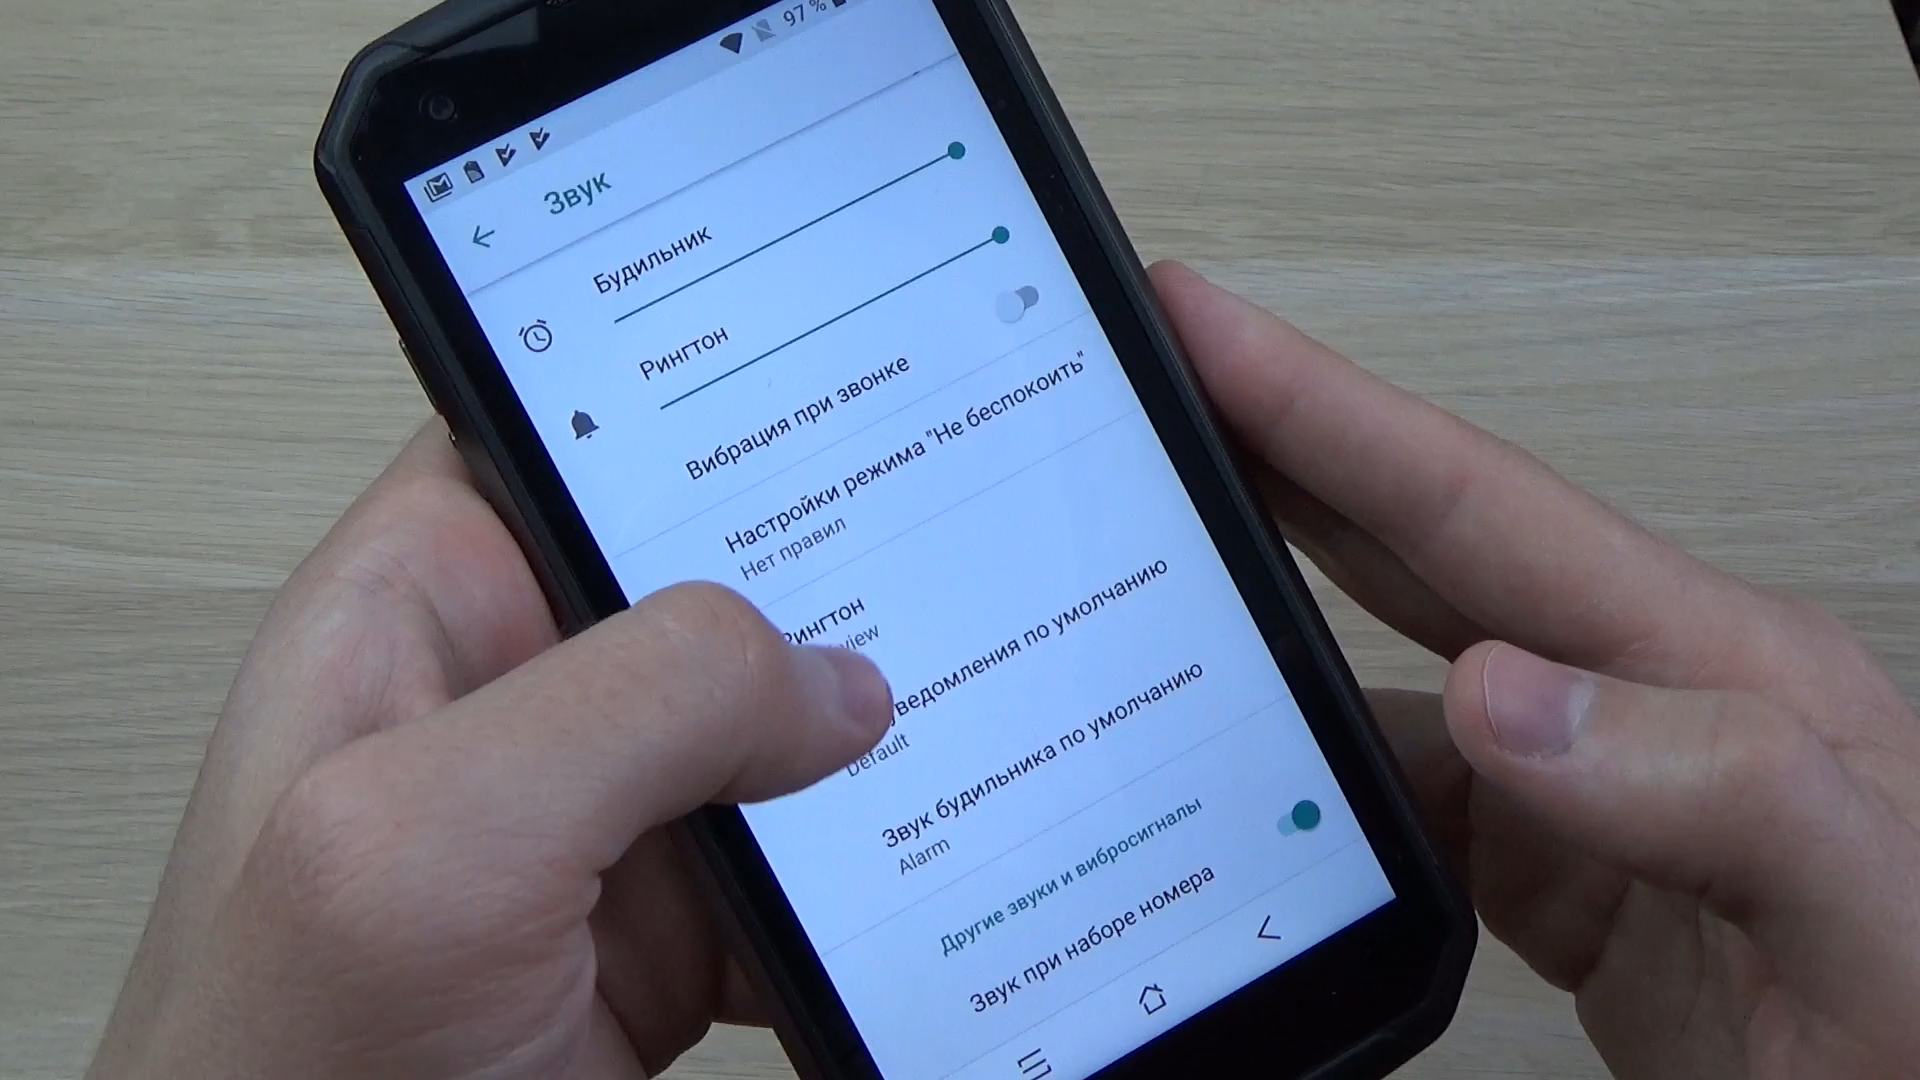 97 %
Звук
Будильник
Рингтон
Вибрация при звонке
Настройки режима "Не беспокоить"
Нет правил
Рингтон
уведомления по умолчанию
Default
Звук будильника по умолчанию
Alarm
Другие звуки и вибросигналы
Звук при наборе номера